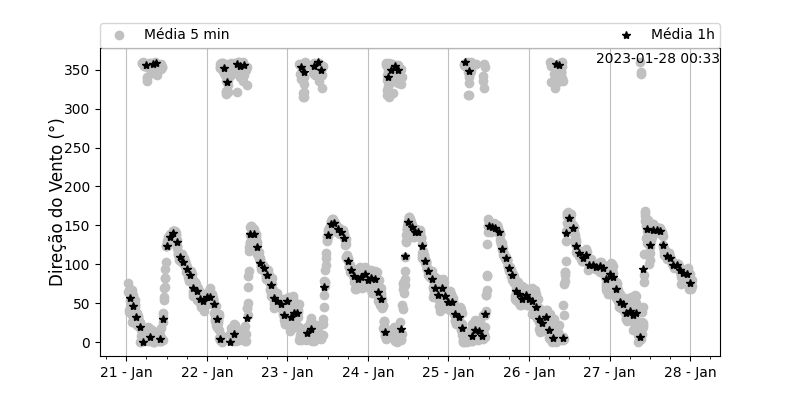 Média 5 min
Média 1h
2023-01-28 00:33
Direção do Vento (°)
350
300
250
200
150
100
50
0
21 - Jan
22 - Jan
23 - Jan
24 - Jan
25 - Jan
26 - Jan
27 - Jan
28 - Jan